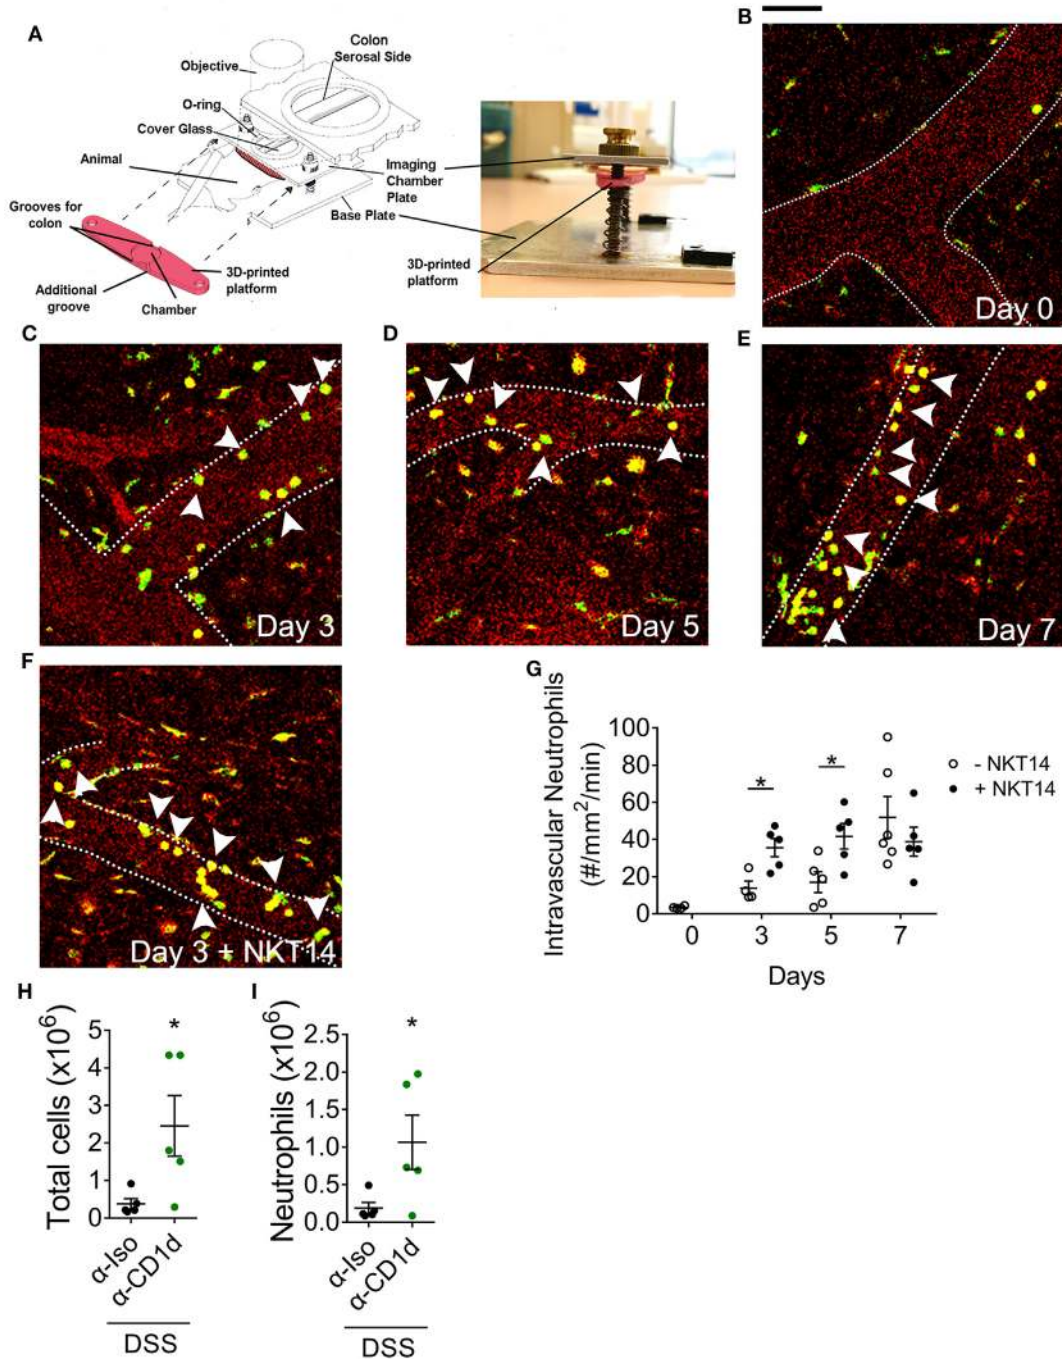 A
Colon
Serosal Side
Objective
O-ring
Cover Glass
Animal
Imaging
Chamber
Plate
Base Plate
Grooves for
colon
3D-printed
platform
Additional
groove
Chamber
3D-printed
platform
B
Day 0
C
Day 3
D
Day 5
E
Day 7
F
Day 3 + NKT14
G
Intravascular Neutrophils
(#/mm²/min)
100
80
60
40
20
0
*
*
0 3 5 7
Days
- NKT14
+ NKT14
H
Total cells (x10⁶)
5
4
3
2
1
0
*
α-Iso
α-CD1d
DSS
I
Neutrophils (x10⁶)
2.5
2.0
1.5
1.0
0.5
0.0
*
α-Iso
α-CD1d
DSS